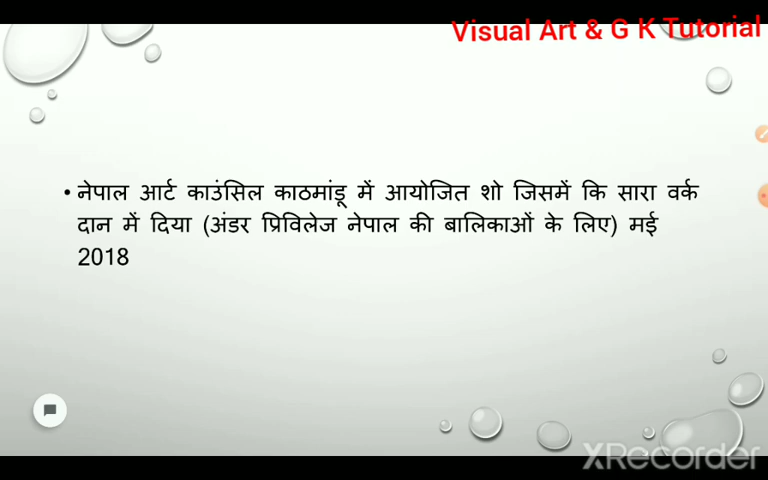 Visual Art & G K Tutorial
• नेपाल आर्ट काउंसिल काठमांडू में आयोजित शो जिसमें कि सारा वर्क
दान में दिया (अंडर प्रिविलेज नेपाल की बालिकाओं के लिए) मई
2018
XRecorder